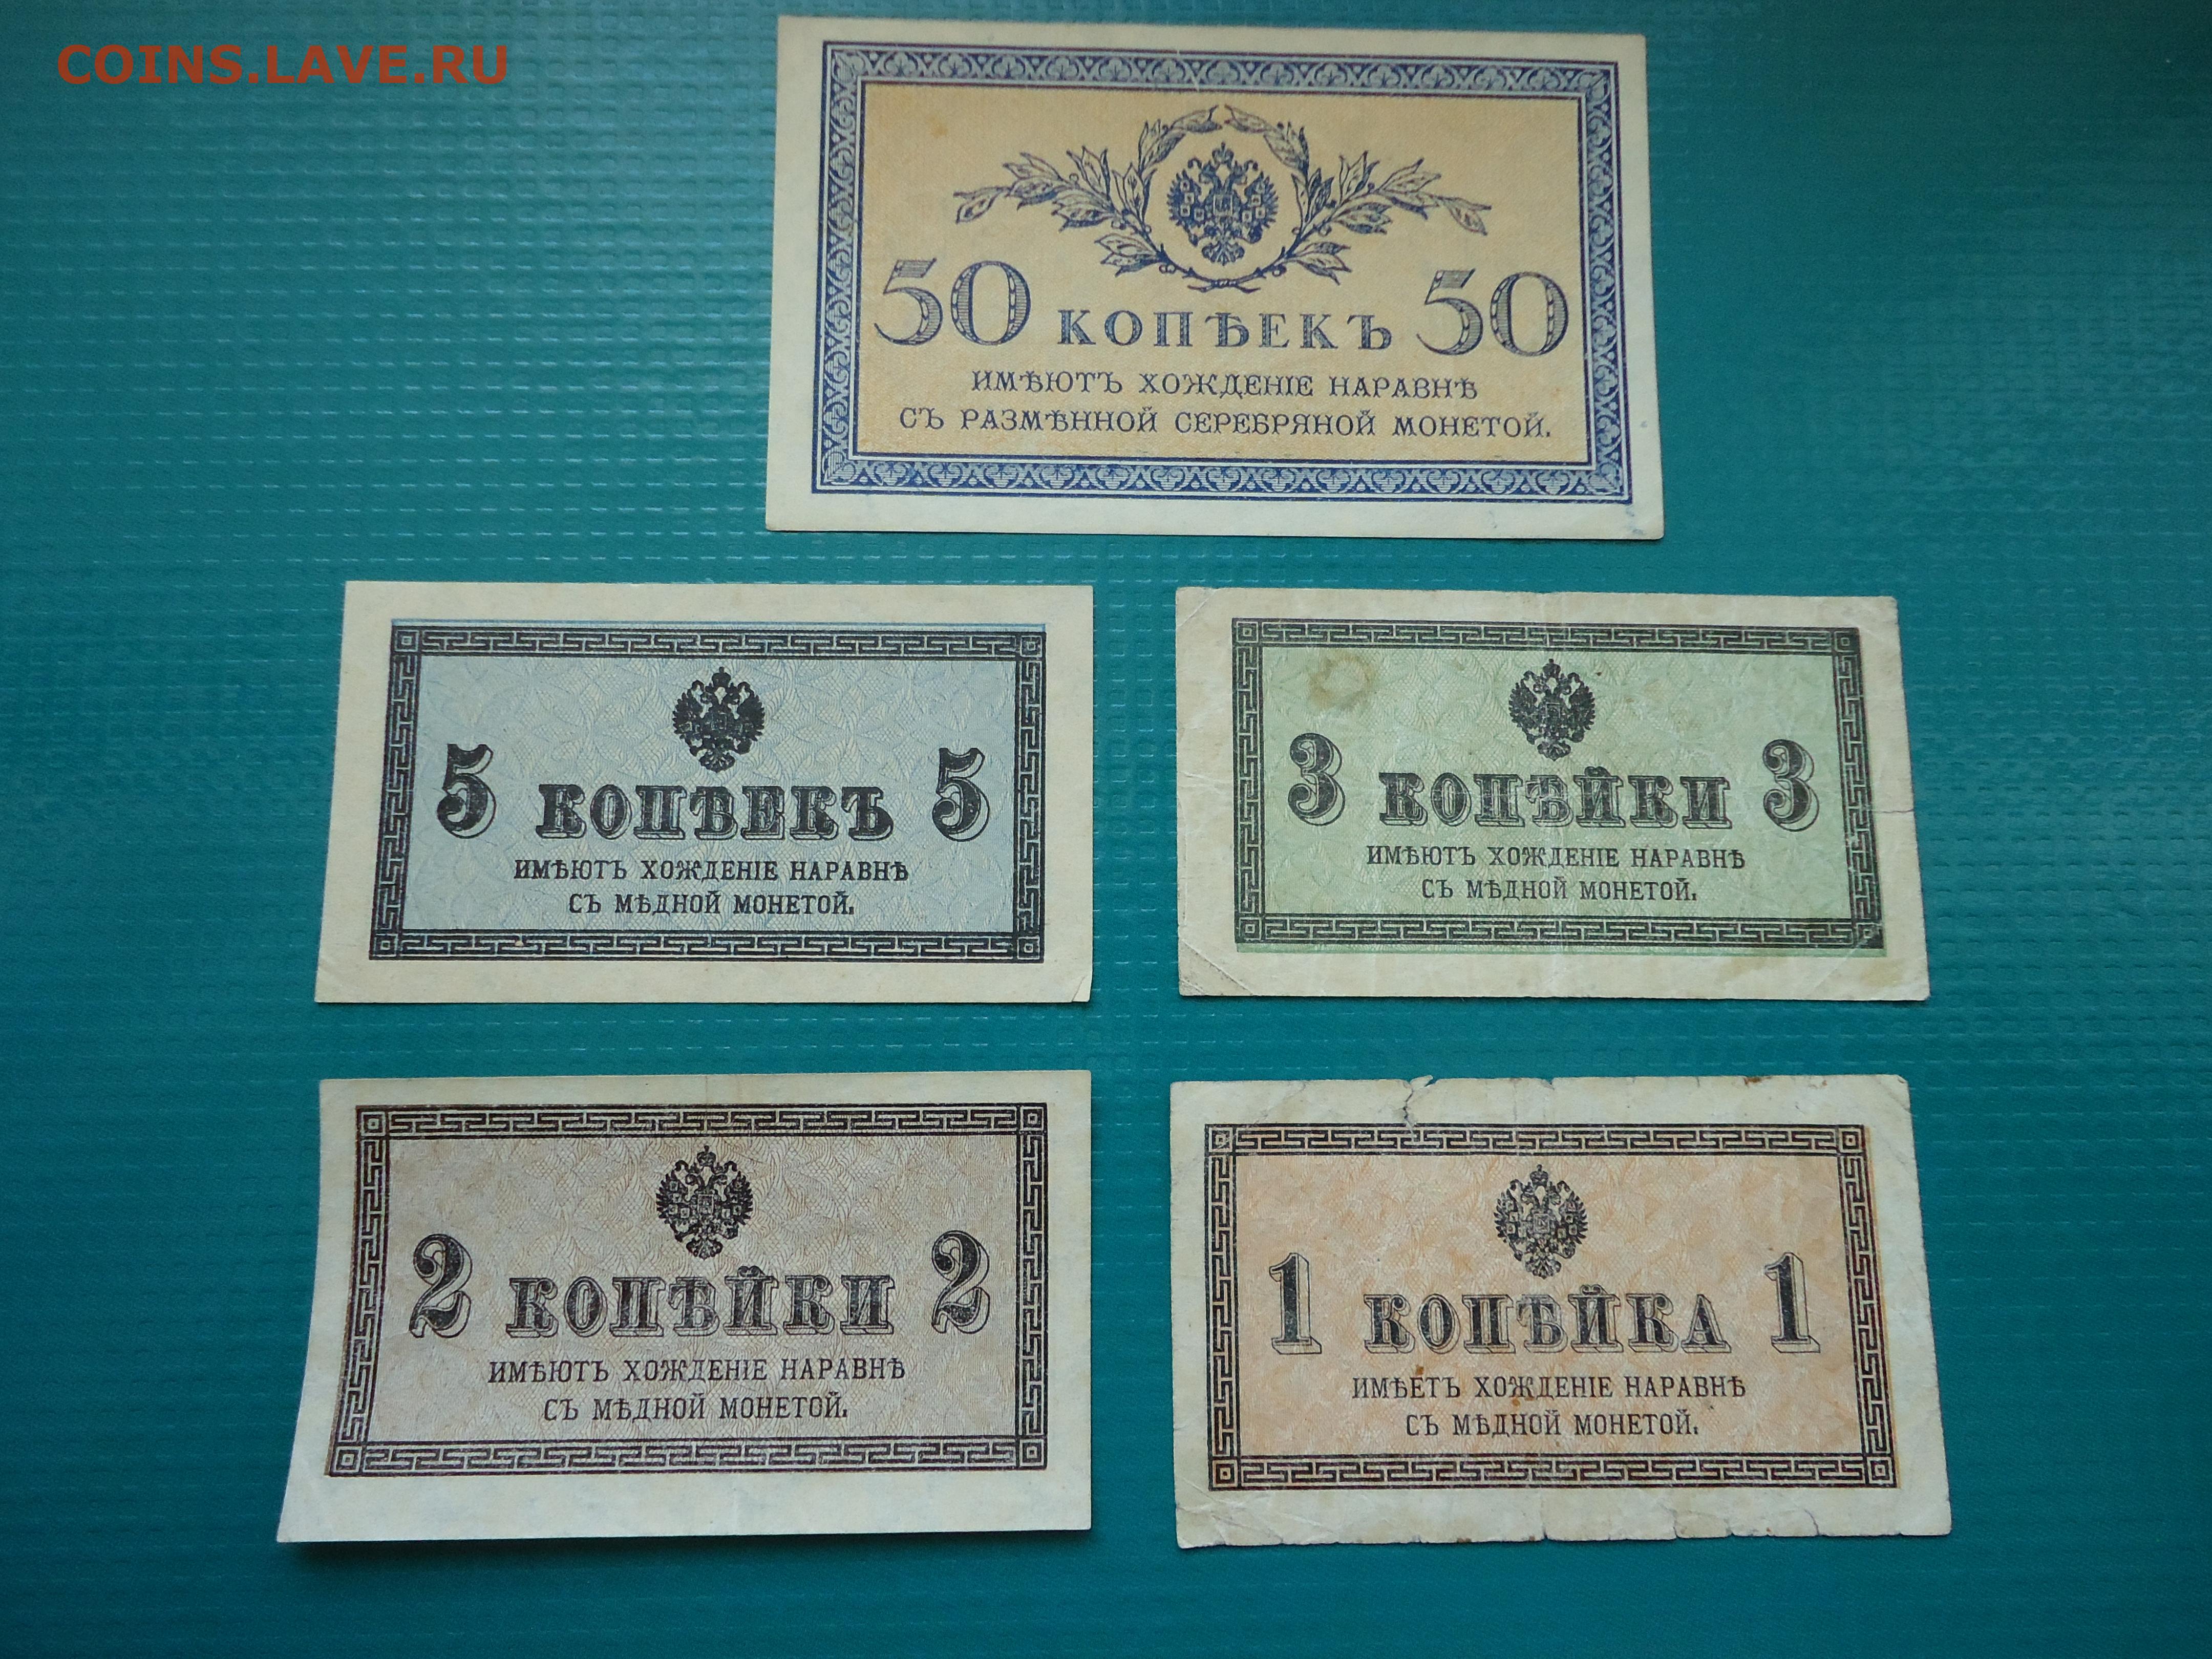 COINS.LAVE.RU
50 КОПѢЕКЪ 50
ИМѢЮТЪ ХОЖДЕНІЕ НАРАВНѢ
СЪ РАЗМѢННОЙ СЕРЕБРЯНОЙ МОНЕТОЙ.
5 КОПѢЕКЪ 5
ИМѢЮТЪ ХОЖДЕНІЕ НАРАВНѢ
СЪ МѢДНОЙ МОНЕТОЙ.
3 КОПѢЙКИ 3
ИМѢЮТЪ ХОЖДЕНІЕ НАРАВНѢ
СЪ МѢДНОЙ МОНЕТОЙ.
2 КОПѢЙКИ 2
ИМѢЮТЪ ХОЖДЕНІЕ НАРАВНѢ
СЪ МѢДНОЙ МОНЕТОЙ.
1 КОПѢЙКА 1
ИМѢЕТЪ ХОЖДЕНІЕ НАРАВНѢ
СЪ МѢДНОЙ МОНЕТОЙ.